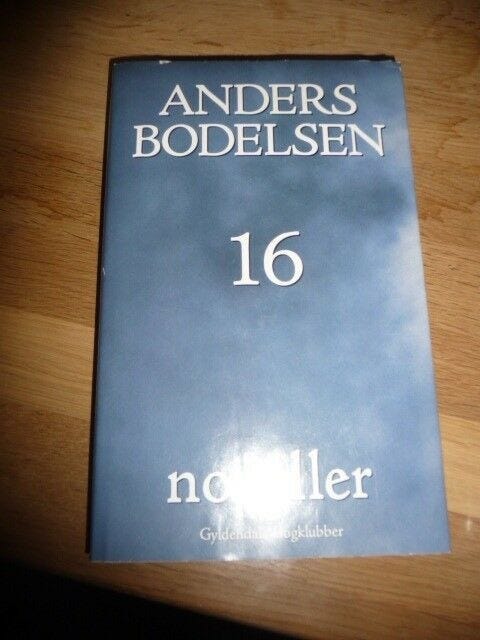 ANDERS
BODELSEN
16
noveller
Gyldendals Bogklubber